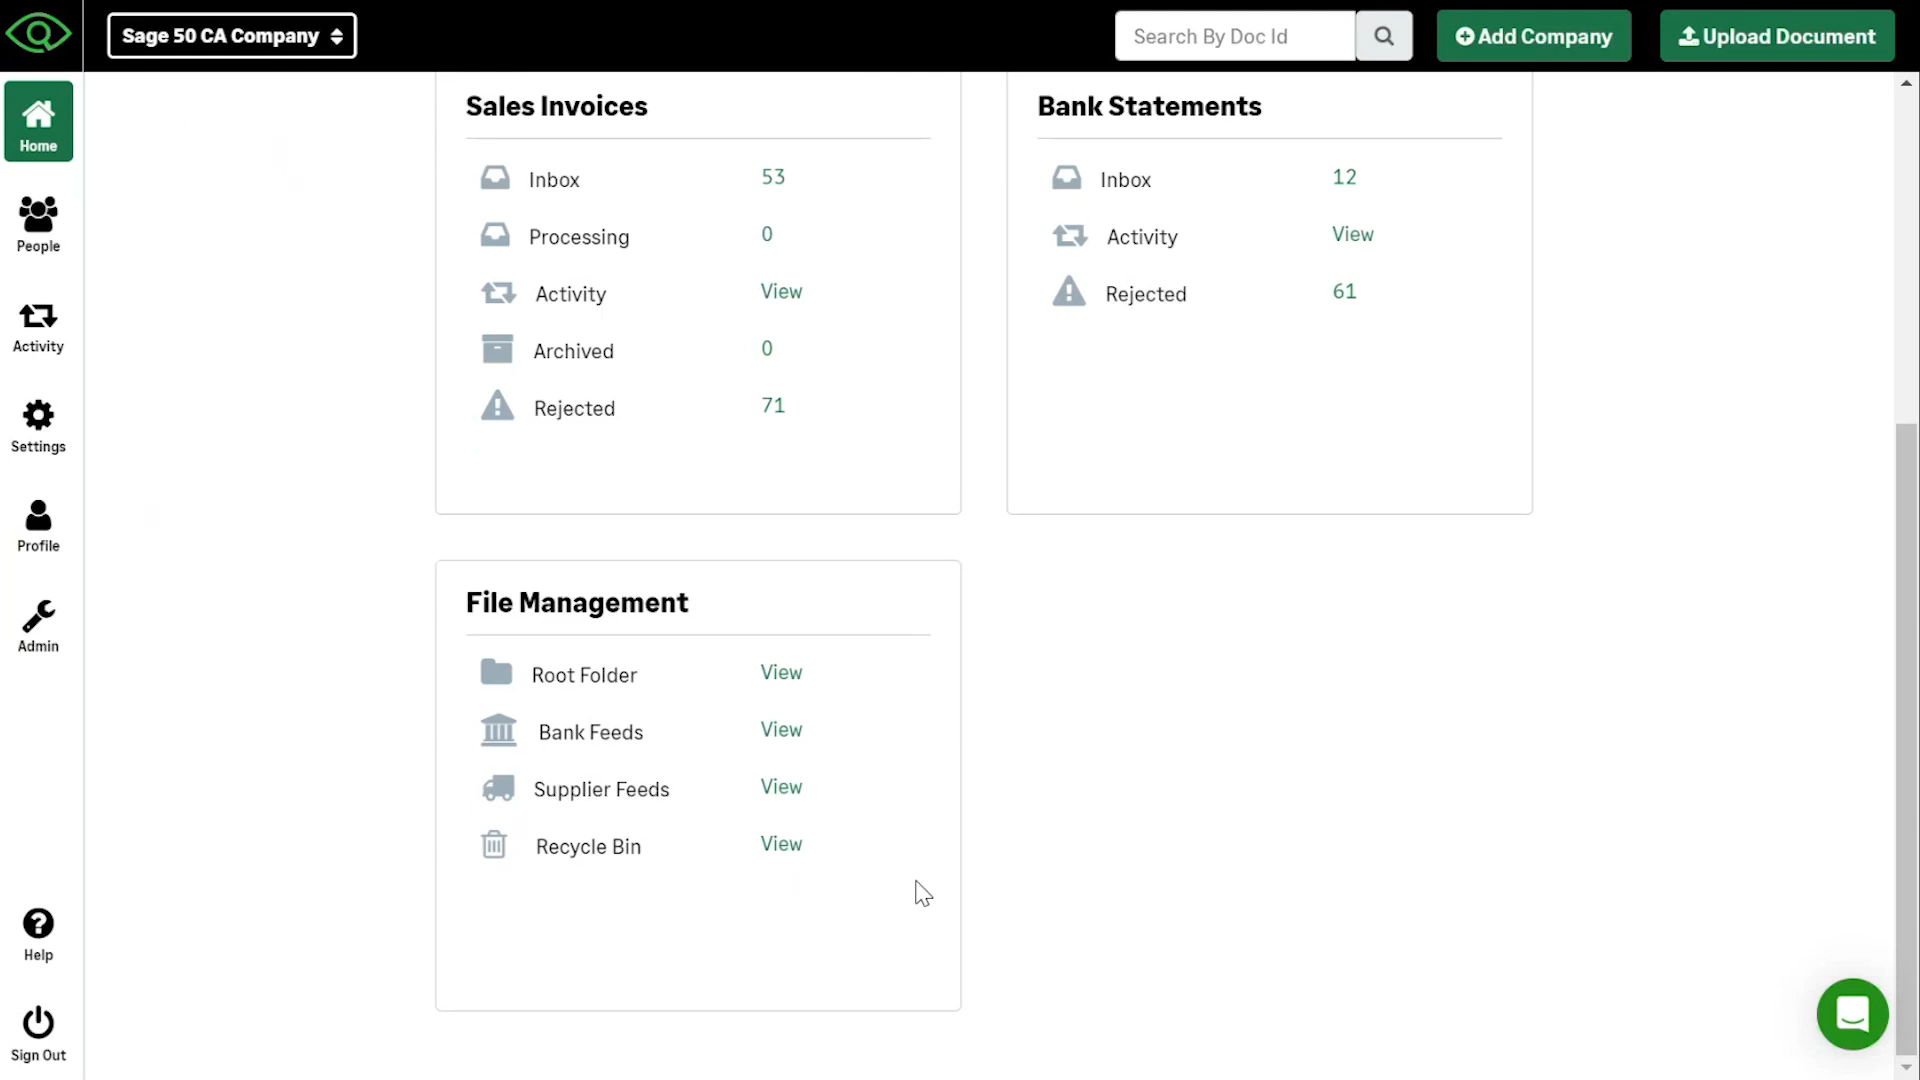 Sage 50 CA Company
Search By Doc Id
Add Company
Upload Document
Home
People
Activity
Settings
Profile
Admin
Help
Sign Out
Sales Invoices
Inbox 53
Processing 0
Activity View
Archived 0
Rejected 71
Bank Statements
Inbox 12
Activity View
Rejected 61
File Management
Root Folder View
Bank Feeds View
Supplier Feeds View
Recycle Bin View